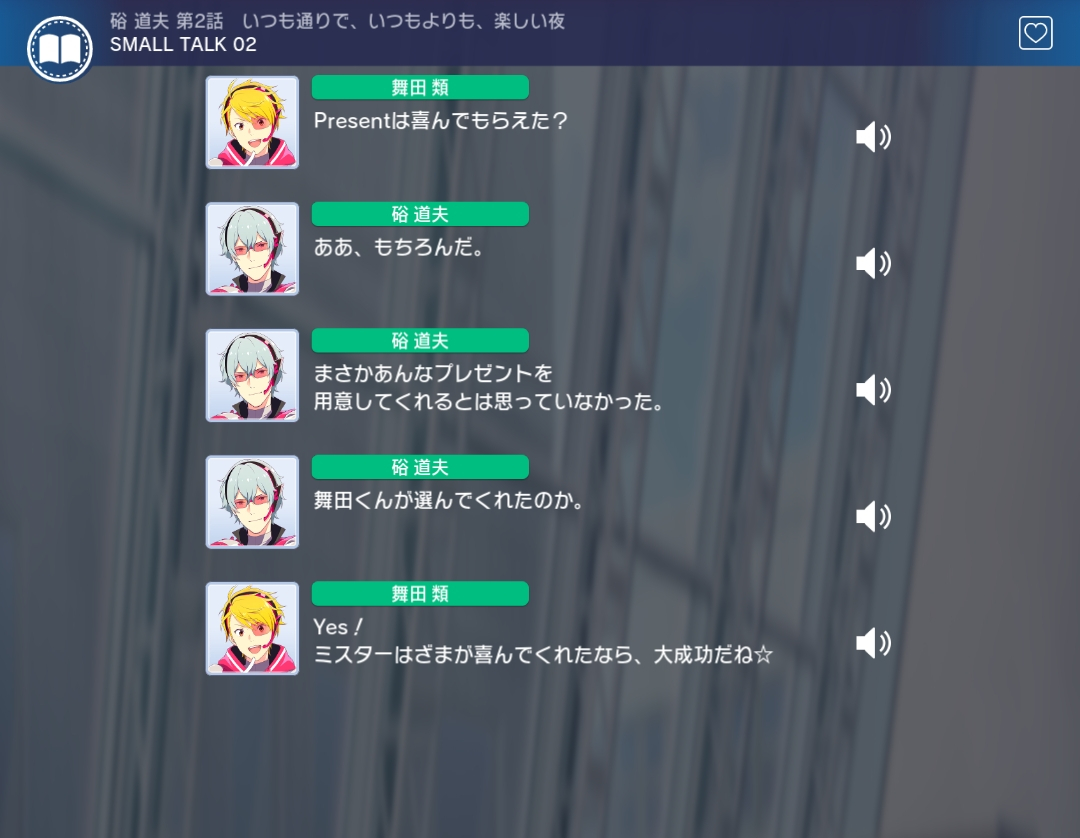 硲 道夫 第2話　いつも通りで、いつもよりも、楽しい夜
SMALL TALK 02
舞田 類
Presentは喜んでもらえた？
硲 道夫
ああ、もちろんだ。
硲 道夫
まさかあんなプレゼントを
用意してくれるとは思っていなかった。
硲 道夫
舞田くんが選んでくれたのか。
舞田 類
Yes！
ミスターはざまが喜んでくれたなら、大成功だね☆